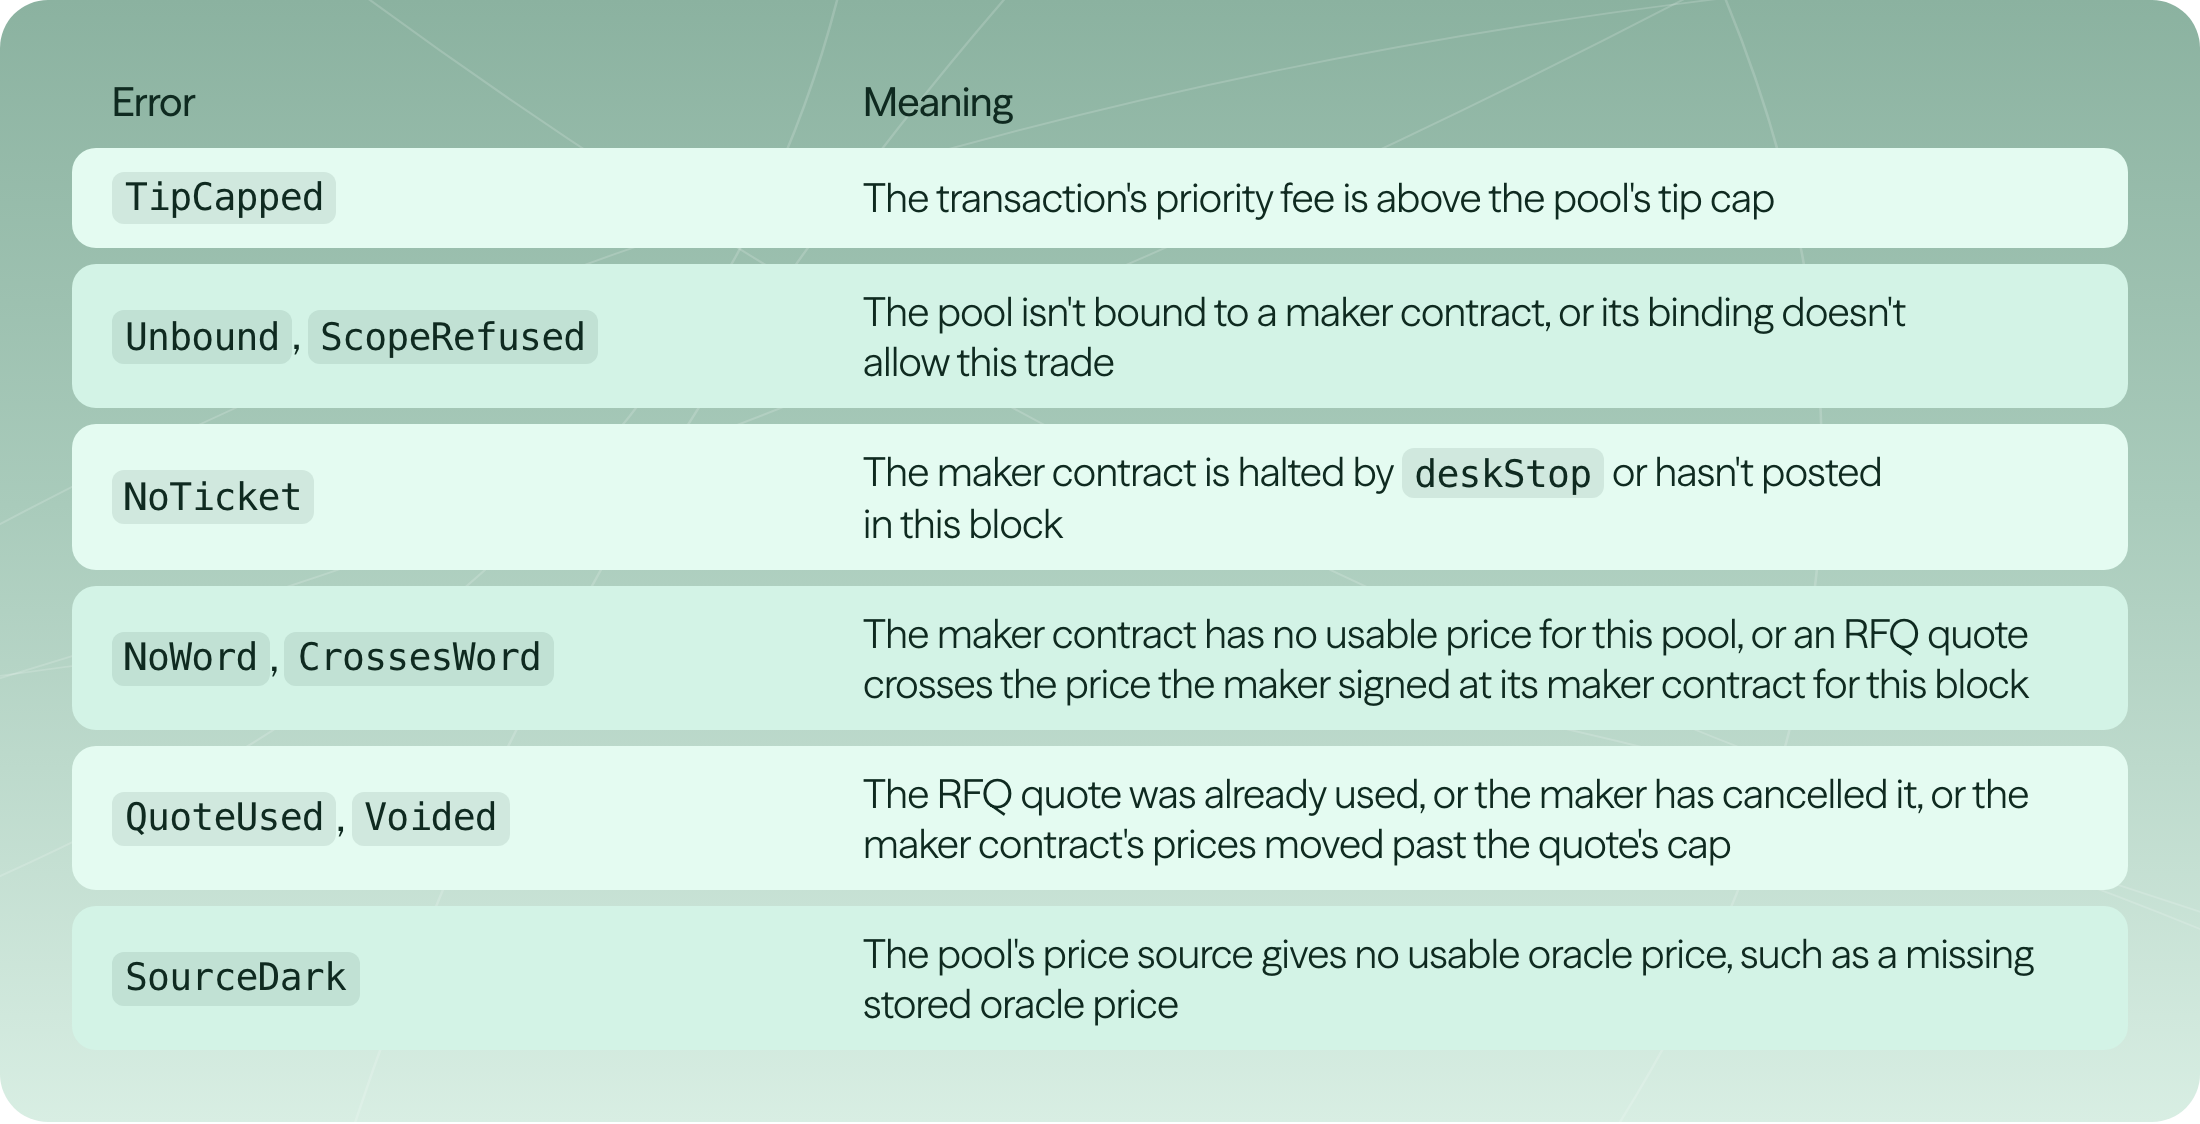 Error Meaning
TipCapped The transaction's priority fee is above the pool's tip cap
Unbound, ScopeRefused The pool isn't bound to a maker contract, or its binding doesn't
allow this trade
NoTicket The maker contract is halted by deskStop or hasn't posted
in this block
NoWord, CrossesWord The maker contract has no usable price for this pool, or an RFQ quote
crosses the price the maker signed at its maker contract for this block
QuoteUsed, Voided The RFQ quote was already used, or the maker has cancelled it, or the
maker contract's prices moved past the quote's cap
SourceDark The pool's price source gives no usable oracle price, such as a missing
stored oracle price